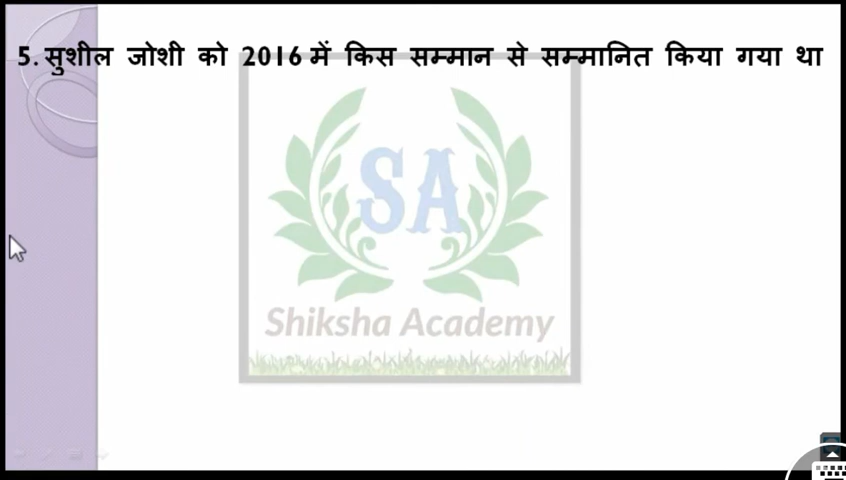 5. सुशील जोशी को 2016 में किस सम्मान से सम्मानित किया गया था
SA
Shiksha Academy